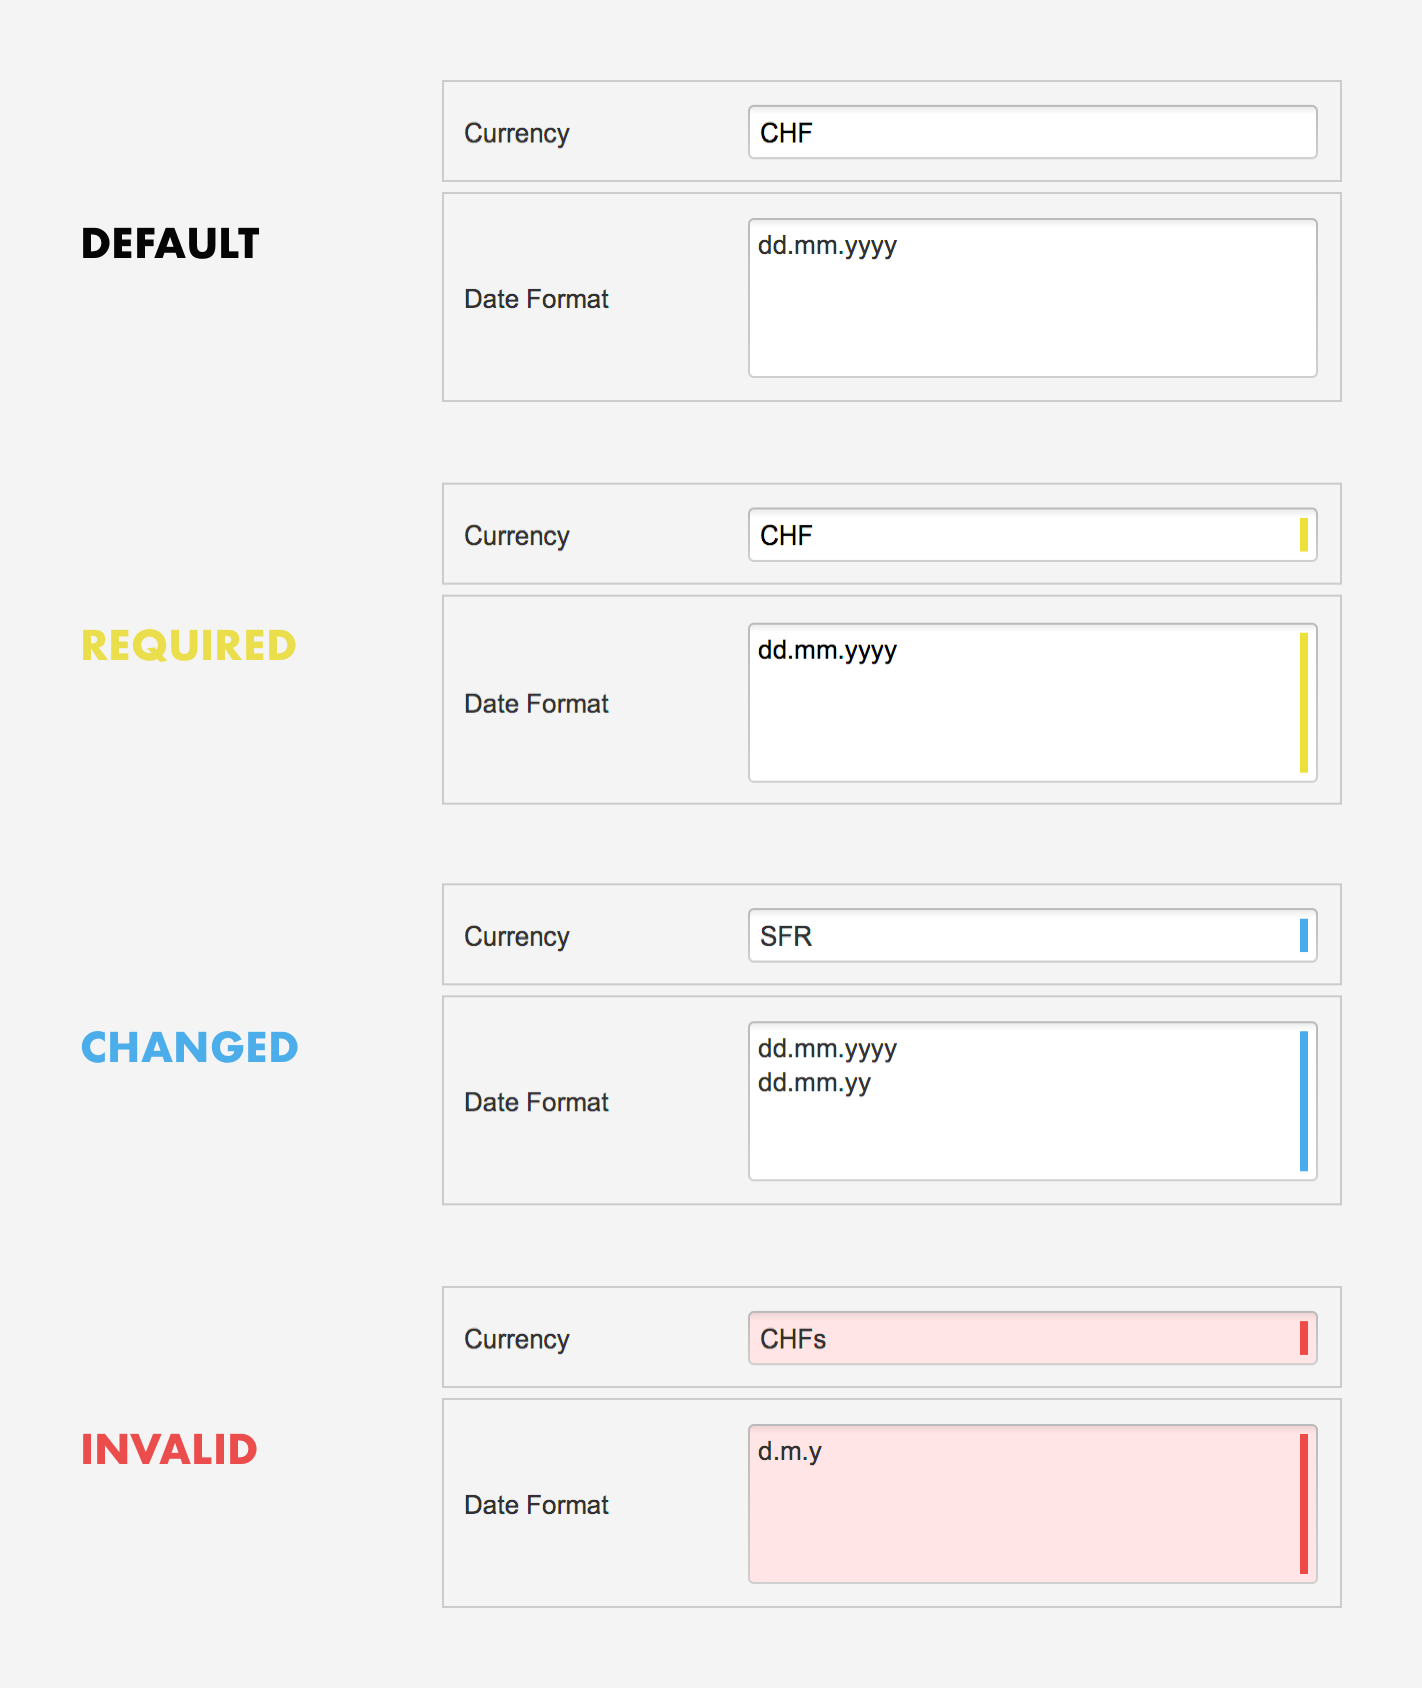 Currency
CHF
DEFAULT
Date Format
dd.mm.yyyy
Currency
CHF
REQUIRED
Date Format
dd.mm.yyyy
Currency
SFR
CHANGED
Date Format
dd.mm.yyyy
dd.mm.yy
Currency
CHFs
INVALID
Date Format
d.m.y